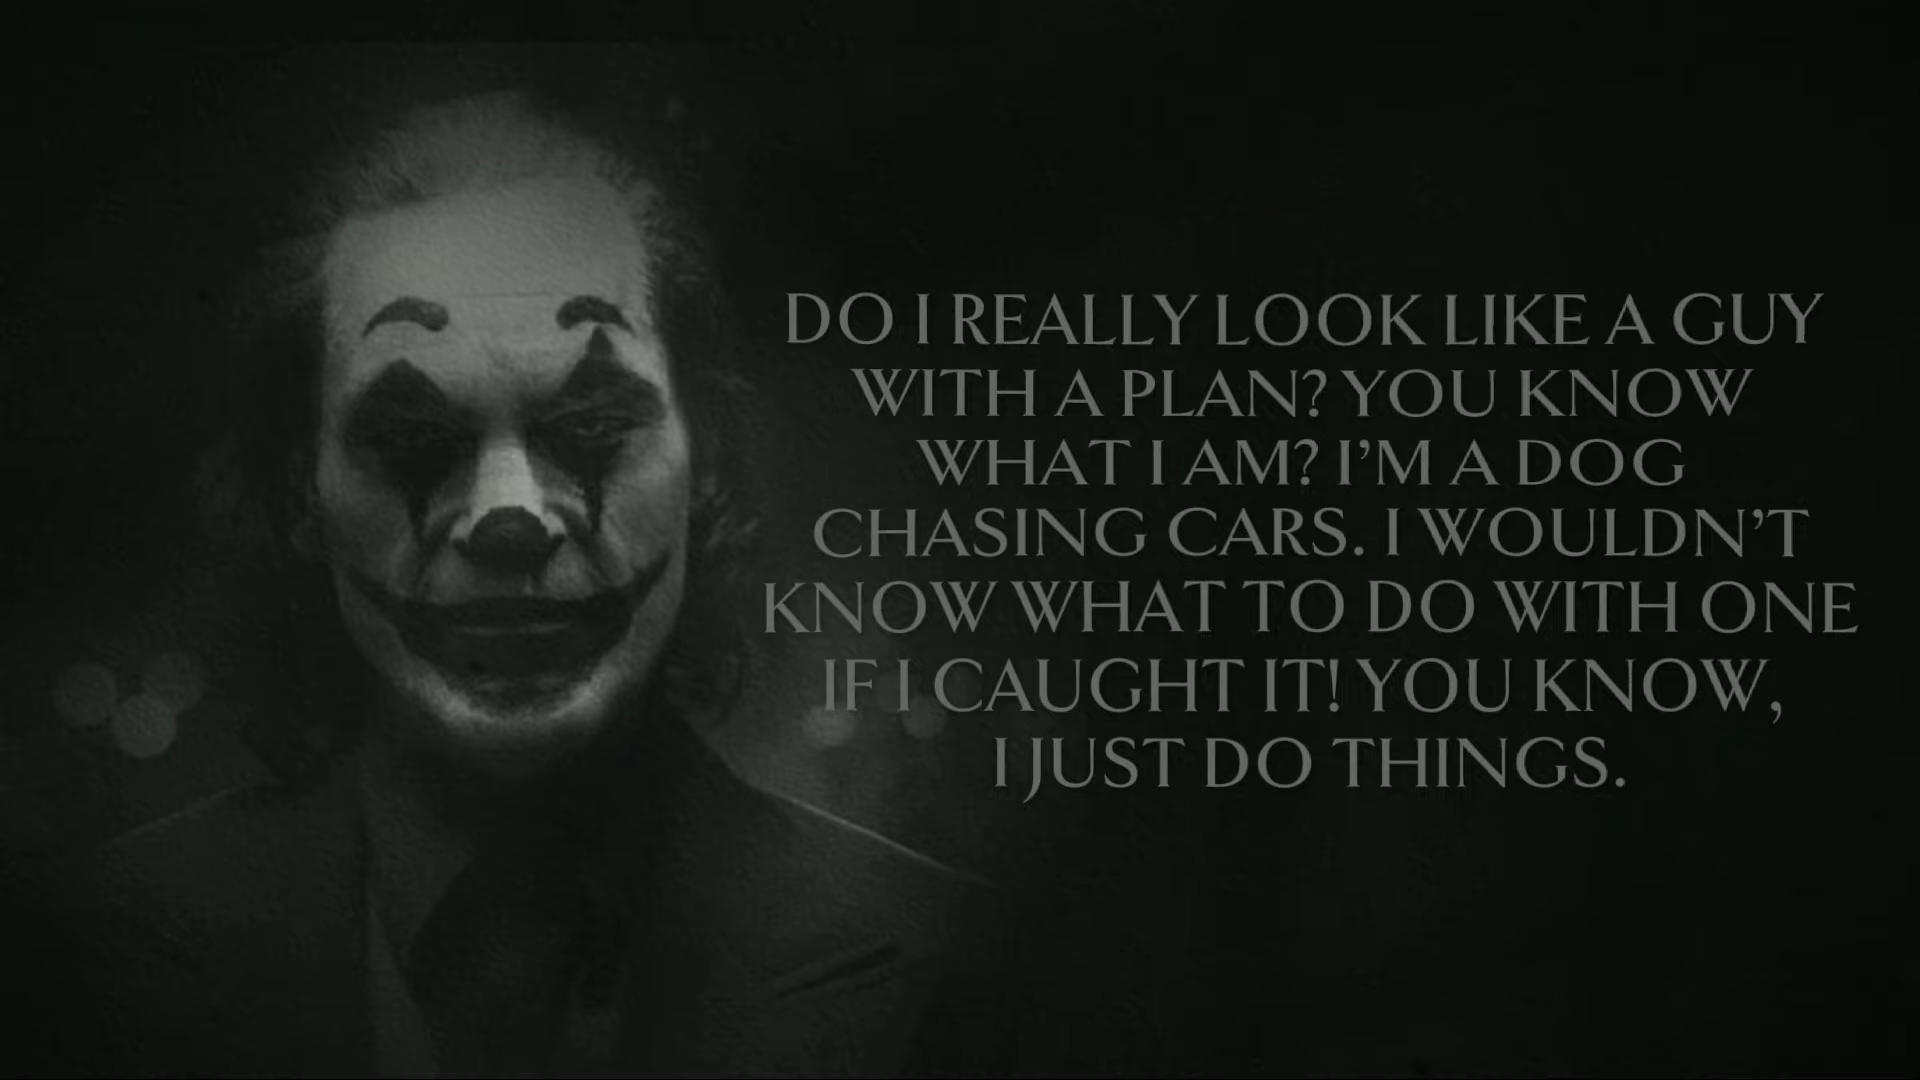 DO I REALLY LOOK LIKE A GUY
WITH A PLAN? YOU KNOW
WHAT I AM? I'M A DOG
CHASING CARS. I WOULDN'T
KNOW WHAT TO DO WITH ONE
IF I CAUGHT IT! YOU KNOW,
I JUST DO THINGS.